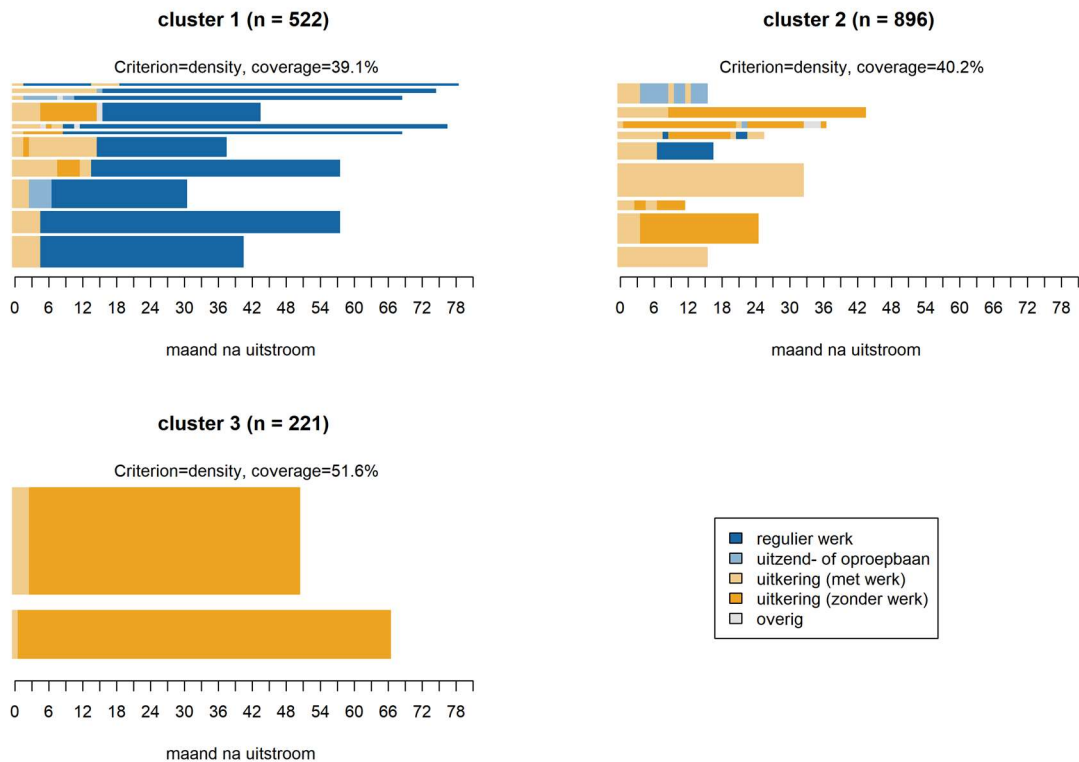 cluster 1 (n = 522)
Criterion=density, coverage=39.1%
0 6 12 18 24 30 36 42 48 54 60 66 72 78
maand na uitstroom
cluster 2 (n = 896)
Criterion=density, coverage=40.2%
0 6 12 18 24 30 36 42 48 54 60 66 72 78
maand na uitstroom
cluster 3 (n = 221)
Criterion=density, coverage=51.6%
0 6 12 18 24 30 36 42 48 54 60 66 72 78
maand na uitstroom
regulier werk
uitzend- of oproepbaan
uitkering (met werk)
uitkering (zonder werk)
overig